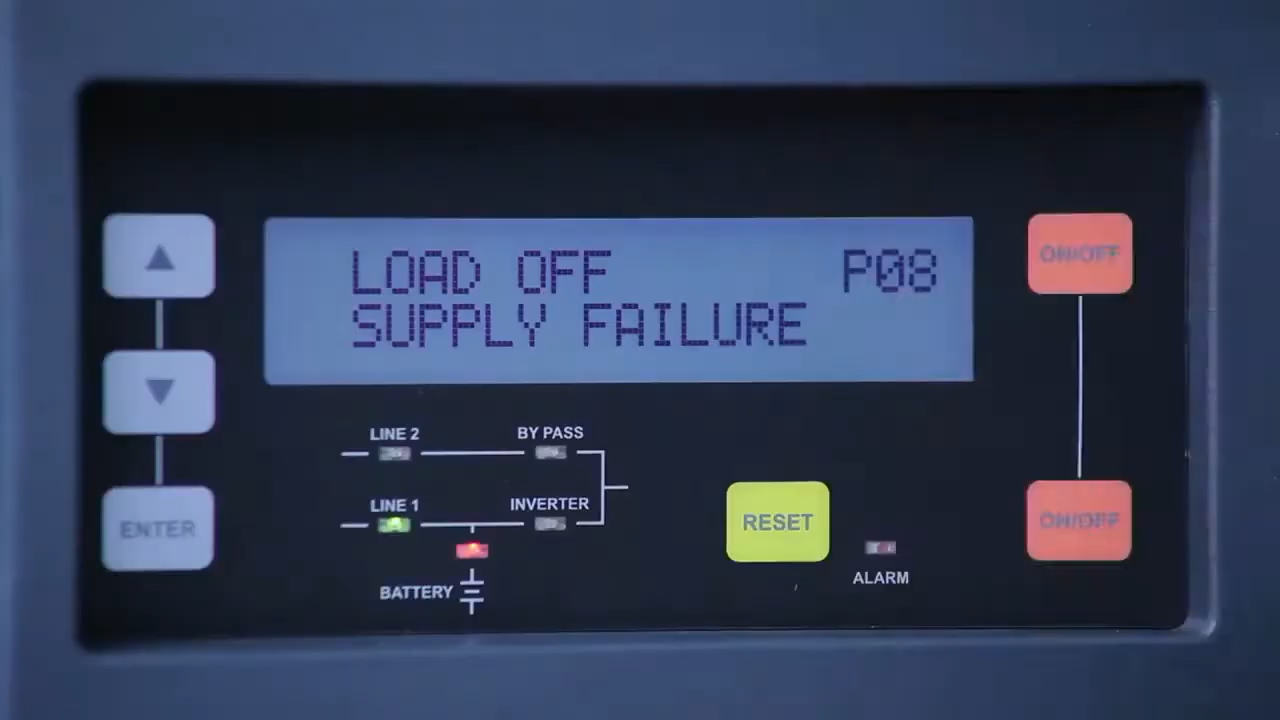 LOAD OFF P08
SUPPLY FAILURE
ON/OFF
LINE 2
BY PASS
LINE 1
INVERTER
ENTER
RESET
ON/OFF
BATTERY
ALARM